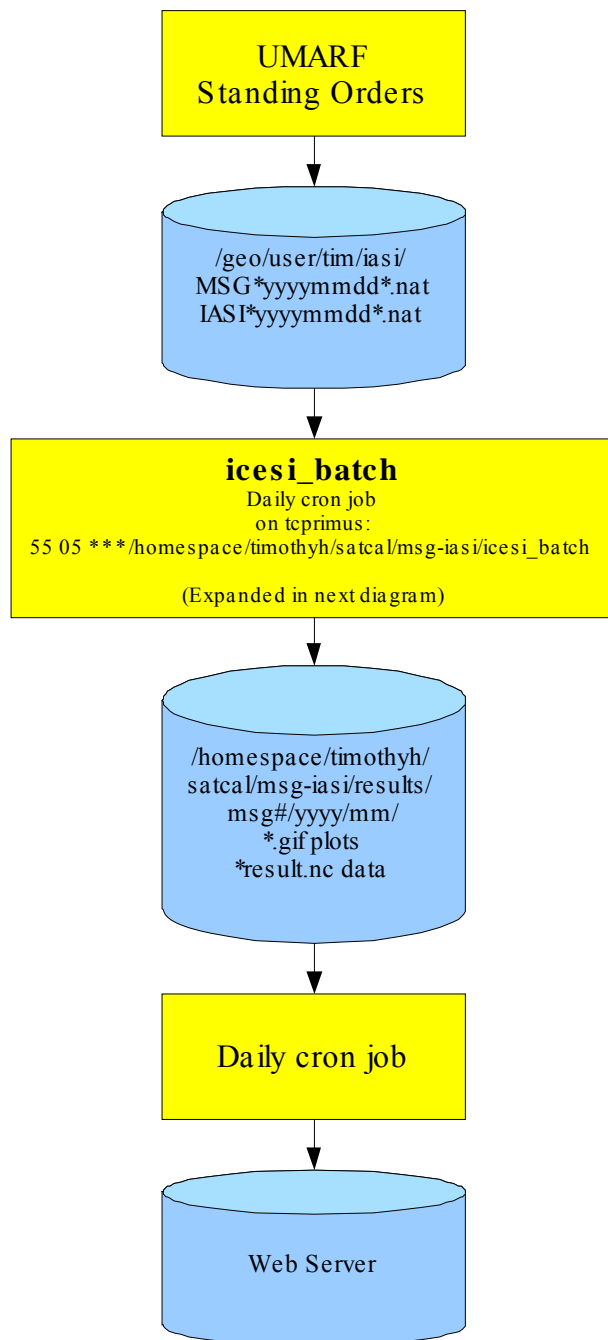 UMARF
Standing Orders
/geo/user/tim/iasi/
MSG*yyyymmdd*.nat
IASI*yyyymmdd*.nat
icesi_batch
Daily cron job
on tcprimus:
55 05 * * * /homespace/timothyh/satcal/msg-iasi/icesi_batch
(Expanded in next diagram)
/homespace/timothyh/
satcal/msg-iasi/results/
msg#/yyyy/mm/
*.gif plots
*result.nc data
Daily cron job
Web Server